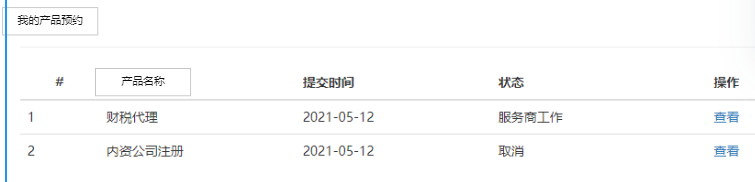 我的产品预约
# 产品名称 提交时间 状态 操作
1 财税代理 2021-05-12 服务商工作 查看
2 内资公司注册 2021-05-12 取消 查看